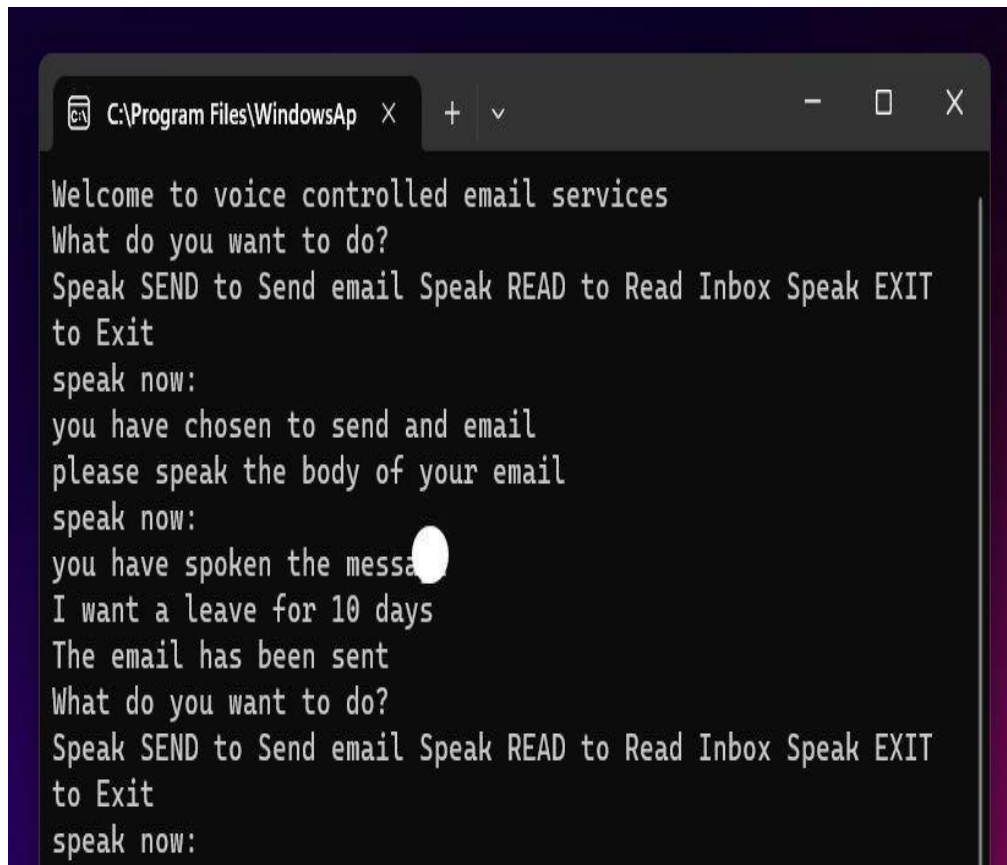 C:\Program Files\WindowsAp
Welcome to voice controlled email services
What do you want to do?
Speak SEND to Send email Speak READ to Read Inbox Speak EXIT
to Exit
speak now:
you have chosen to send and email
please speak the body of your email
speak now:
you have spoken the
I want a leave for 10 days
The email has been sent
What do you want to do?
Speak SEND to Send email Speak READ to Read Inbox Speak EXIT
to Exit
speak now: